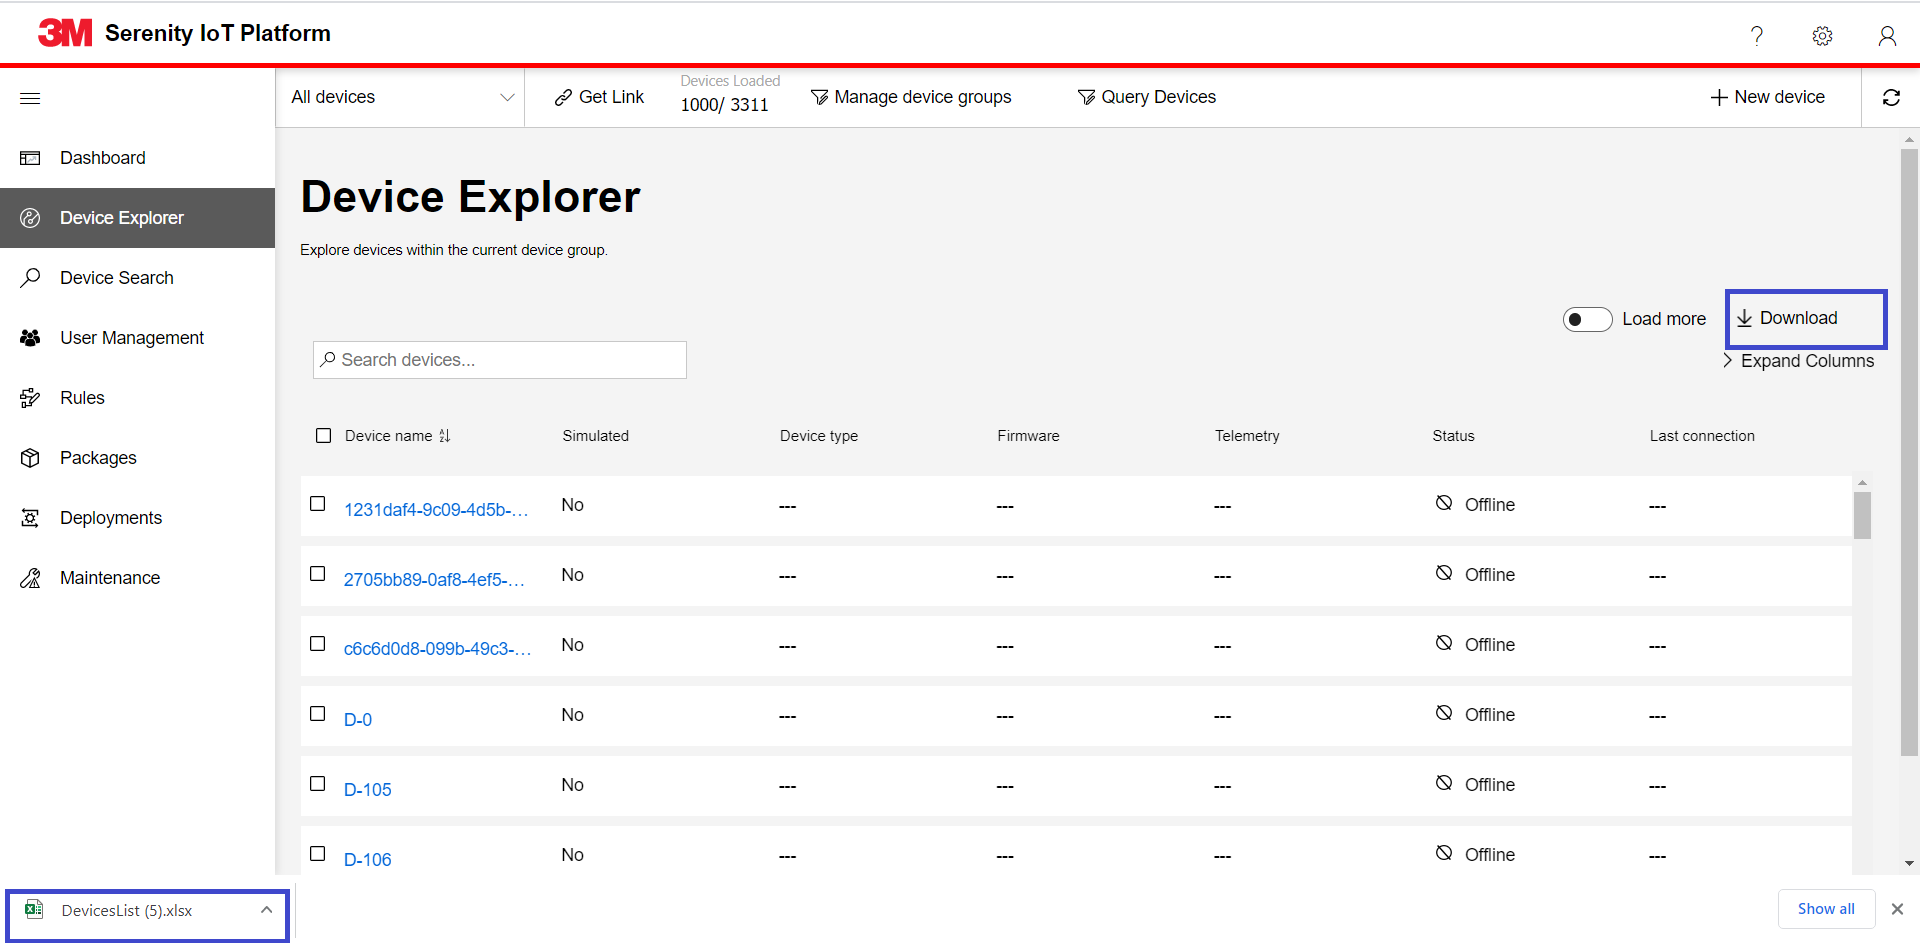 3M Serenity IoT Platform
All devices
Get Link
Devices Loaded
1000/ 3311
Manage device groups
Query Devices
New device
Dashboard
Device Explorer
Device Search
User Management
Rules
Packages
Deployments
Maintenance
Device Explorer
Explore devices within the current device group.
Load more
Download
Search devices...
Expand Columns
Device name Simulated Device type Firmware Telemetry Status Last connection
1231daf4-9c09-4d5b-... No --- --- --- Offline ---
2705bb89-0af8-4ef5-... No --- --- --- Offline ---
c6c6d0d8-099b-49c3-... No --- --- --- Offline ---
D-0 No --- --- --- Offline ---
D-105 No --- --- --- Offline ---
D-106 No --- --- --- Offline ---
DevicesList (5).xlsx
Show all